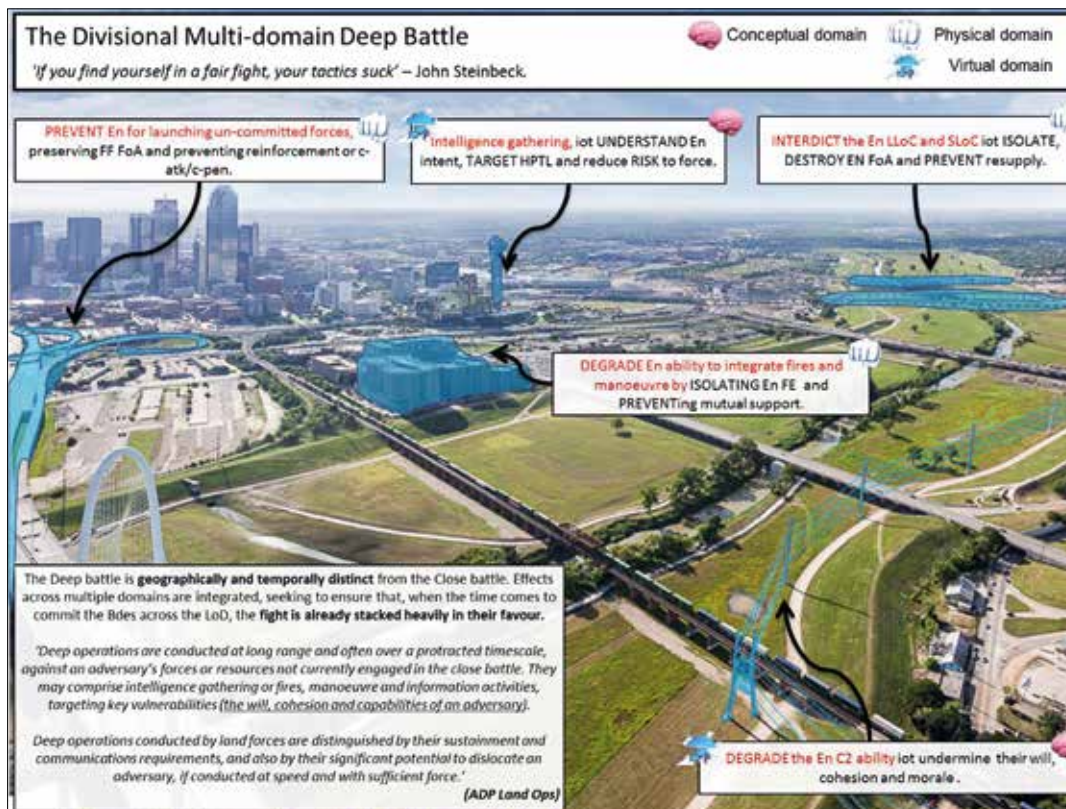 The Divisional Multi-domain Deep Battle
'If you find yourself in a fair fight, your tactics suck' – John Steinbeck.
Conceptual domain
Physical domain
Virtual domain
PREVENT En for launching un-committed forces,
preserving FF FoA and preventing reinforcement or c-
atk/c-pen.
Intelligence gathering, iot UNDERSTAND En
intent, TARGET HPTL and reduce RISK to force.
INTERDICT the En LLoC and SLoC iot ISOLATE,
DESTROY EN FoA and PREVENT resupply.
DEGRADE En ability to integrate fires and
manoeuvre by ISOLATING En FE and
PREVENTing mutual support.
The Deep battle is geographically and temporally distinct from the Close battle. Effects
across multiple domains are integrated, seeking to ensure that, when the time comes to
commit the Bdes across the LoD, the fight is already stacked heavily in their favour.
'Deep operations are conducted at long range and often over a protracted timescale,
against an adversary's forces or resources not currently engaged in the close battle. They
may comprise intelligence gathering or fires, manoeuvre and information activities,
targeting key vulnerabilities (the will, cohesion and capabilities of an adversary).
Deep operations conducted by land forces are distinguished by their sustainment and
communications requirements, and also by their significant potential to dislocate an
adversary, if conducted at speed and with sufficient force.'
(ADP Land Ops)
DEGRADE the En C2 ability iot undermine their will,
cohesion and morale .